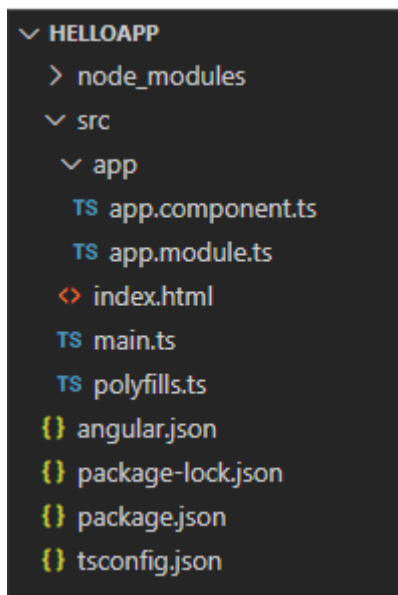 HELLOAPP
node_modules
src
app
TS app.component.ts
TS app.module.ts
<> index.html
TS main.ts
TS polyfills.ts
{} angular.json
{} package-lock.json
{} package.json
{} tsconfig.json